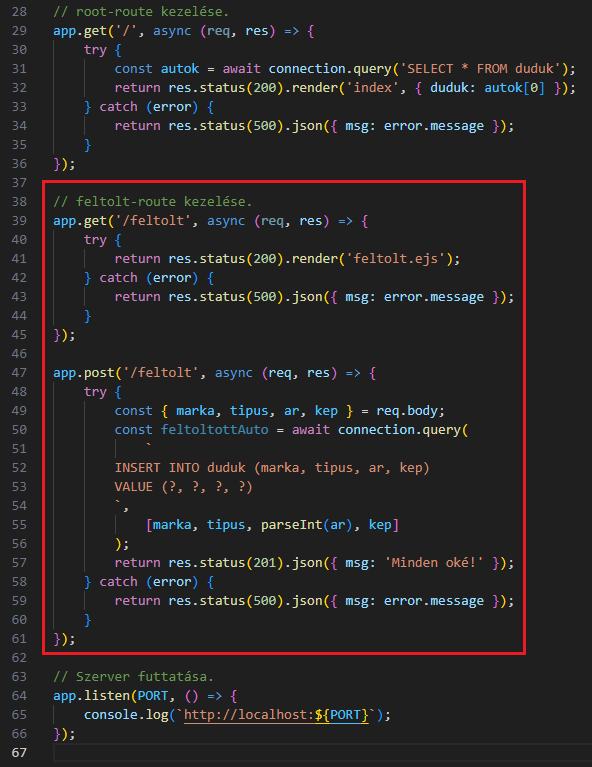 28 // root-route kezelése.
29 app.get('/', async (req, res) => {
30     try {
31         const autok = await connection.query('SELECT * FROM duduk');
32         return res.status(200).render('index', { duduk: autok[0] });
33     } catch (error) {
34         return res.status(500).json({ msg: error.message });
35     }
36 });
37
38 // feltolt-route kezelése.
39 app.get('/feltolt', async (req, res) => {
40     try {
41         return res.status(200).render('feltolt.ejs');
42     } catch (error) {
43         return res.status(500).json({ msg: error.message });
44     }
45 });
46
47 app.post('/feltolt', async (req, res) => {
48     try {
49         const { marka, tipus, ar, kep } = req.body;
50         const feltoltottAuto = await connection.query(
51             `
52         INSERT INTO duduk (marka, tipus, ar, kep)
53         VALUE (?, ?, ?, ?)
54         `,
55             [marka, tipus, parseInt(ar), kep]
56         );
57         return res.status(201).json({ msg: 'Minden oké!' });
58     } catch (error) {
59         return res.status(500).json({ msg: error.message });
60     }
61 });
62
63 // Szerver futtatása.
64 app.listen(PORT, () => {
65     console.log(`http://localhost:${PORT}`);
66 });
67